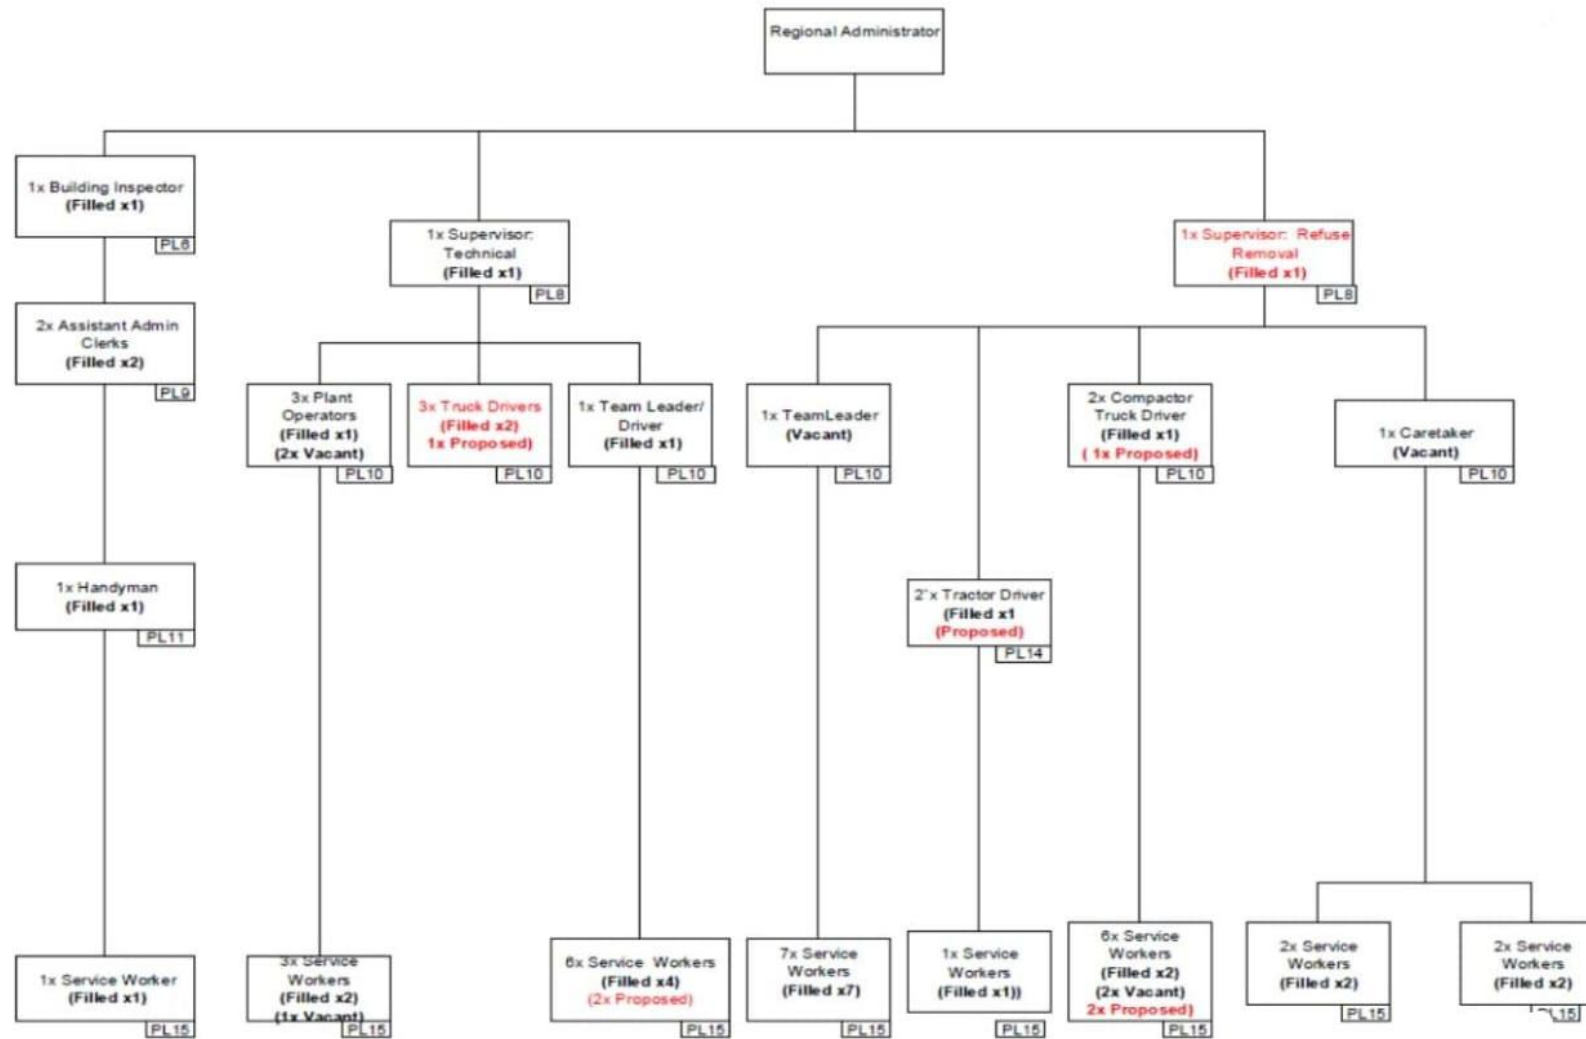 Regional Administrator
1x Building Inspector
(Filled x1)
PL6
1x Supervisor:
Technical
(Filled x1)
PL8
1x Supervisor: Refuse
Removal
(Filled x1)
PL8
2x Assistant Admin
Clerks
(Filled x2)
PL9
3x Plant
Operators
(Filled x1)
(2x Vacant)
PL10
3x Truck Drivers
(Filled x2)
1x Proposed)
PL10
1x Team Leader/
Driver
(Filled x1)
PL10
1x TeamLeader
(Vacant)
PL10
2x Compactor
Truck Driver
(Filled x1)
( 1x Proposed)
PL10
1x Caretaker
(Vacant)
PL10
1x Handyman
(Filled x1)
PL11
2'x Tractor Driver
(Filled x1
(Proposed)
PL14
1x Service Worker
(Filled x1)
PL15
3x Service
Workers
(Filled x2)
(1x Vacant)
PL15
6x Service Workers
(Filled x4)
(2x Proposed)
PL15
7x Service
Workers
(Filled x7)
PL15
1x Service
Workers
(Filled x1))
PL15
6x Service
Workers
(Filled x2)
(2x Vacant)
2x Proposed)
PL15
2x Service
Workers
(Filled x2)
PL15
2x Service
Workers
(Filled x2)